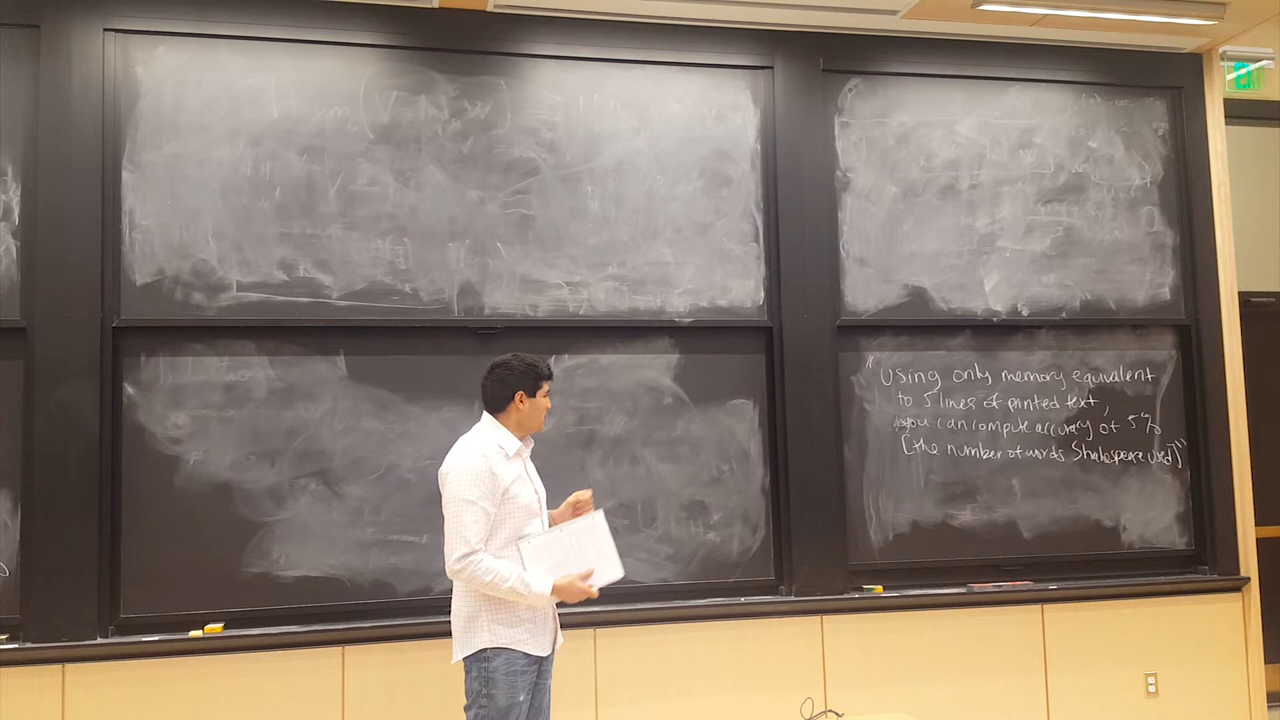 "Using only memory equivalent
to 5 lines of printed text,
you can compute accuracy of 5%
[the number of words Shakespeare used]"